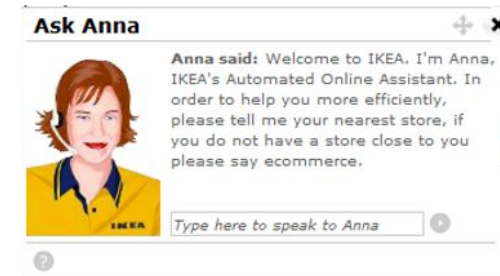 Ask Anna
Anna said: Welcome to IKEA. I'm Anna,
IKEA's Automated Online Assistant. In
order to help you more efficiently,
please tell me your nearest store, if
you do not have a store close to you
please say ecommerce.
IKEA
Type here to speak to Anna
?